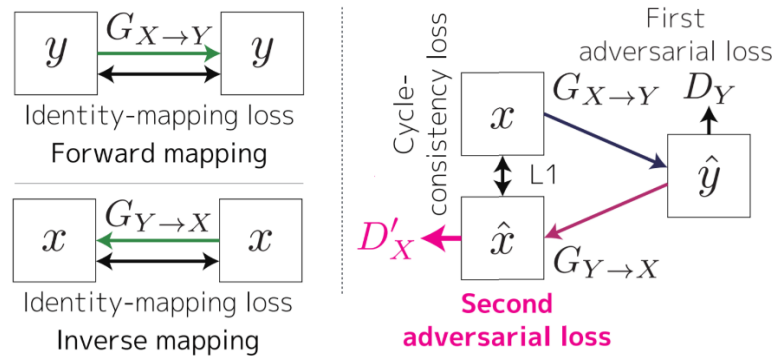 y
G_{X→Y}
y
Identity-mapping loss
Forward mapping
x
G_{Y→X}
x
Identity-mapping loss
Inverse mapping
Cycle-
consistency loss
First
adversarial loss
x
G_{X→Y}
D_Y
ŷ
L1
D'_X
x̂
G_{Y→X}
Second
adversarial loss